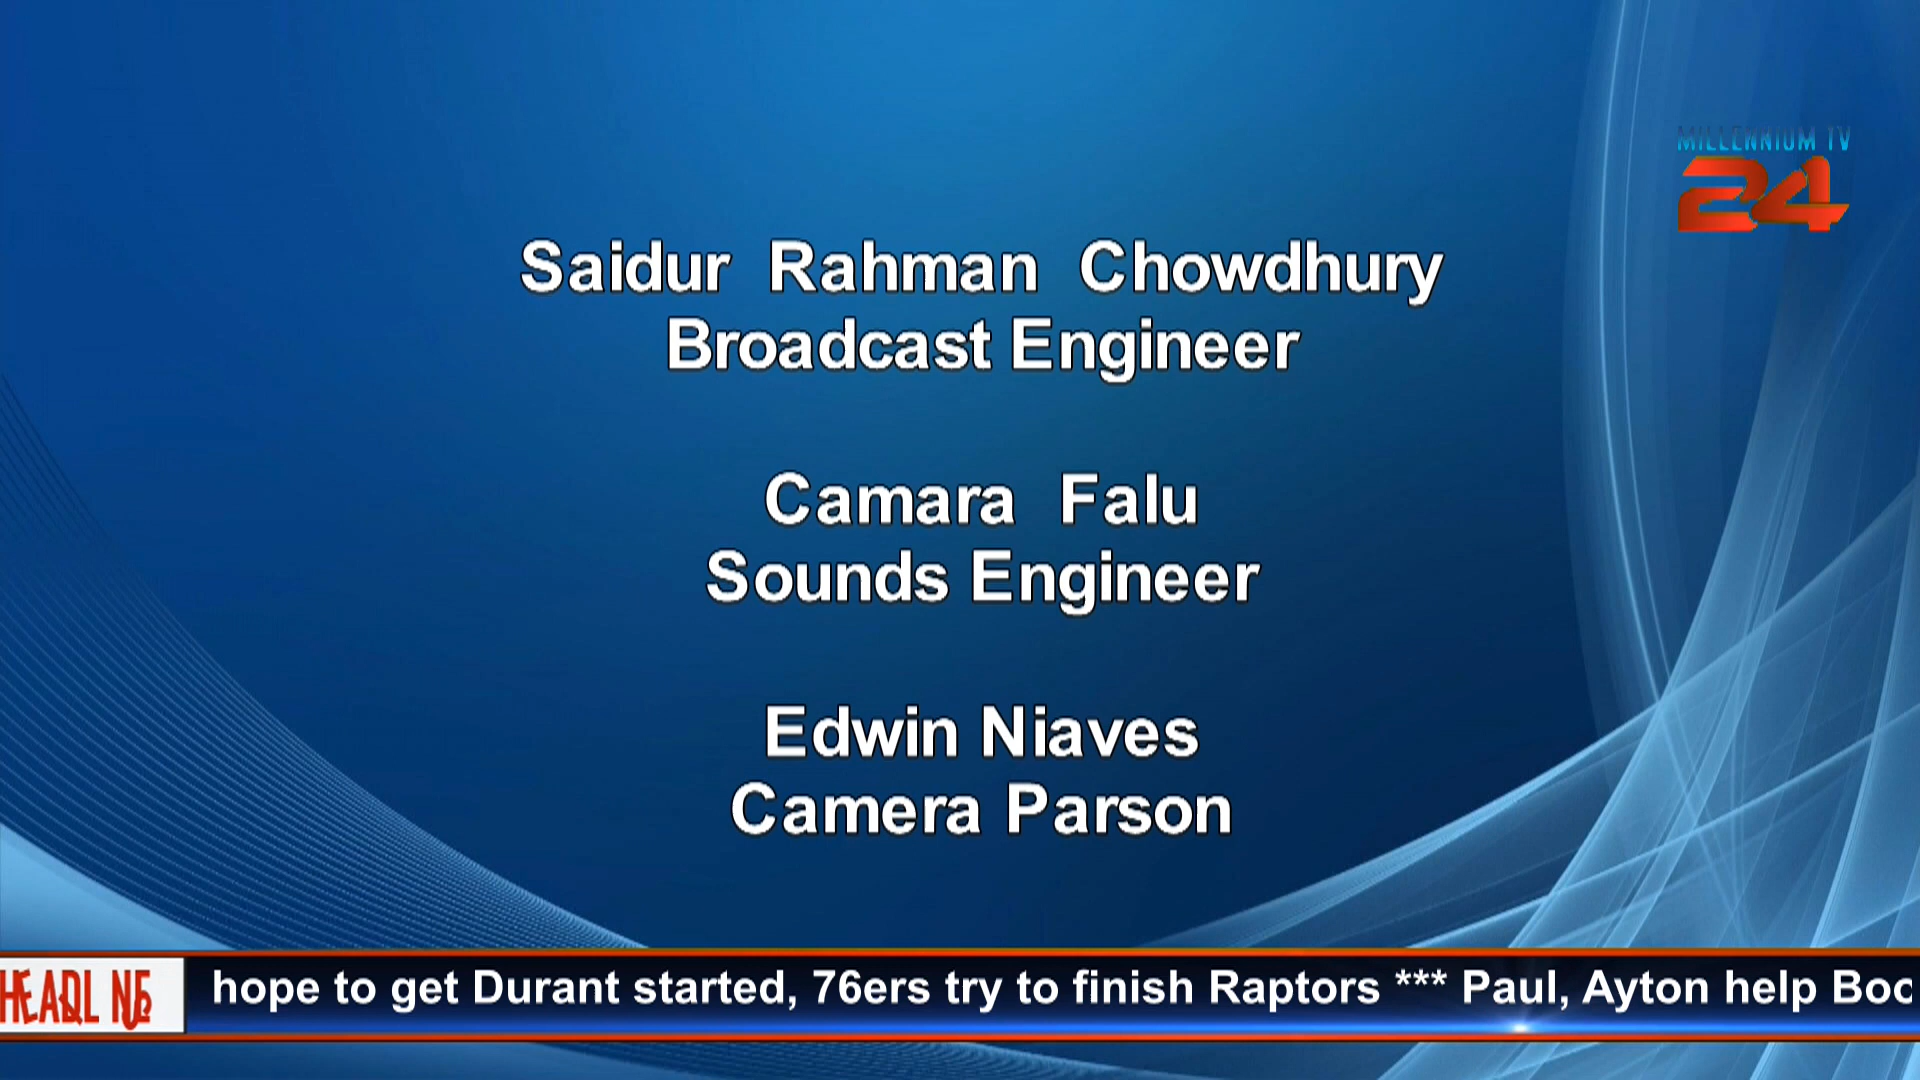 MILLENNIUM TV
24
Saidur Rahman Chowdhury
Broadcast Engineer
Camara Falu
Sounds Engineer
Edwin Niaves
Camera Parson
hope to get Durant started, 76ers try to finish Raptors *** Paul, Ayton help